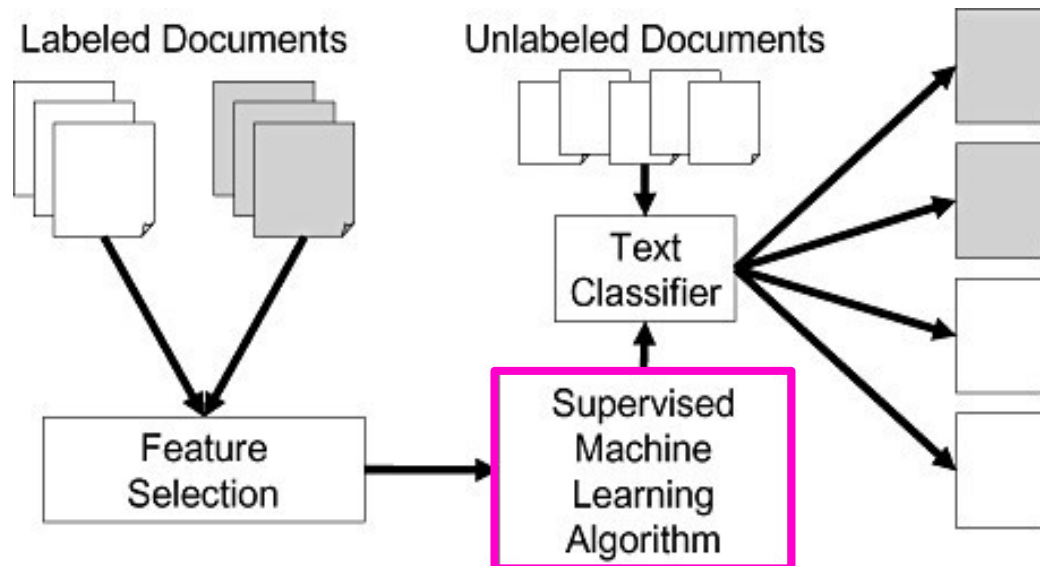 Labeled Documents
Unlabeled Documents
Text
Classifier
Feature
Selection
Supervised
Machine
Learning
Algorithm